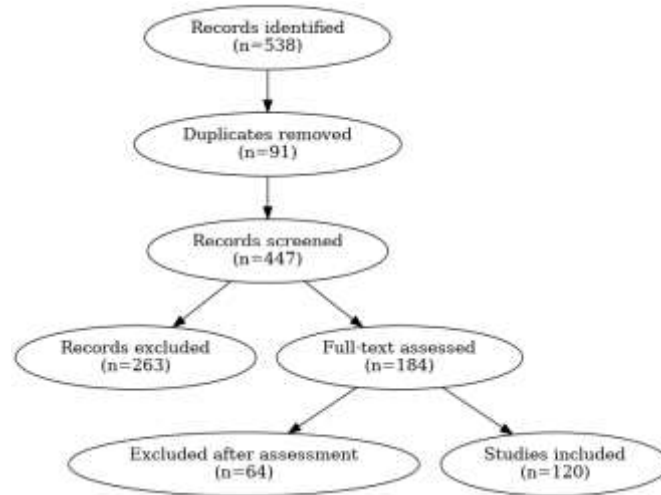 Records identified
(n=538)
Duplicates removed
(n=91)
Records screened
(n=447)
Records excluded
(n=263)
Full-text assessed
(n=184)
Excluded after assessment
(n=64)
Studies included
(n=120)